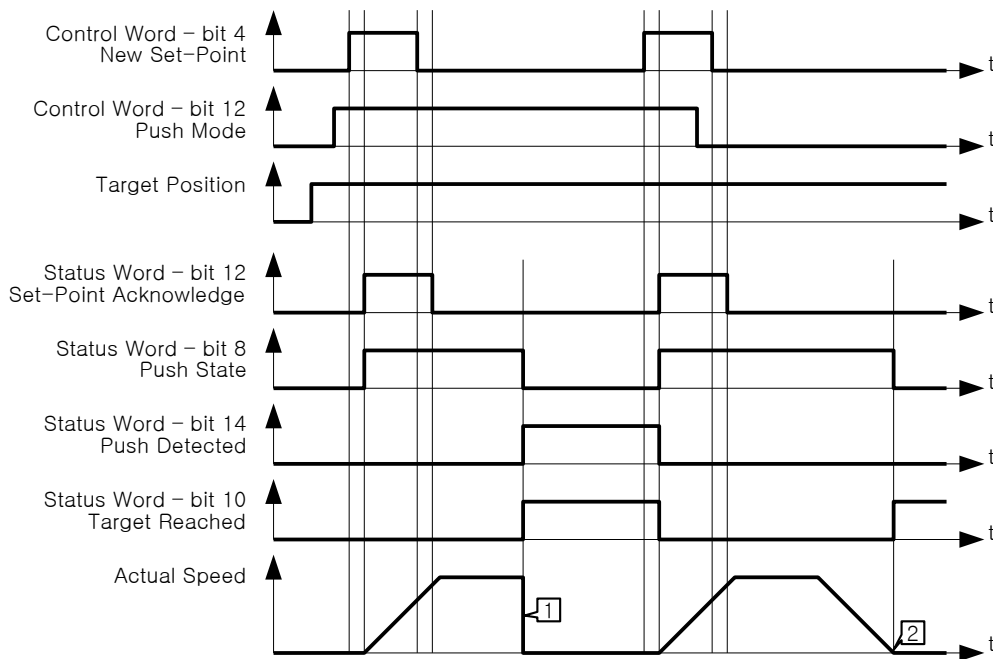 Control Word - bit 4
New Set-Point
t
Control Word - bit 12
Push Mode
t
Target Position
t
Status Word - bit 12
Set-Point Acknowledge
t
Status Word - bit 8
Push State
t
Status Word - bit 14
Push Detected
t
Status Word - bit 10
Target Reached
t
Actual Speed
1
2
t